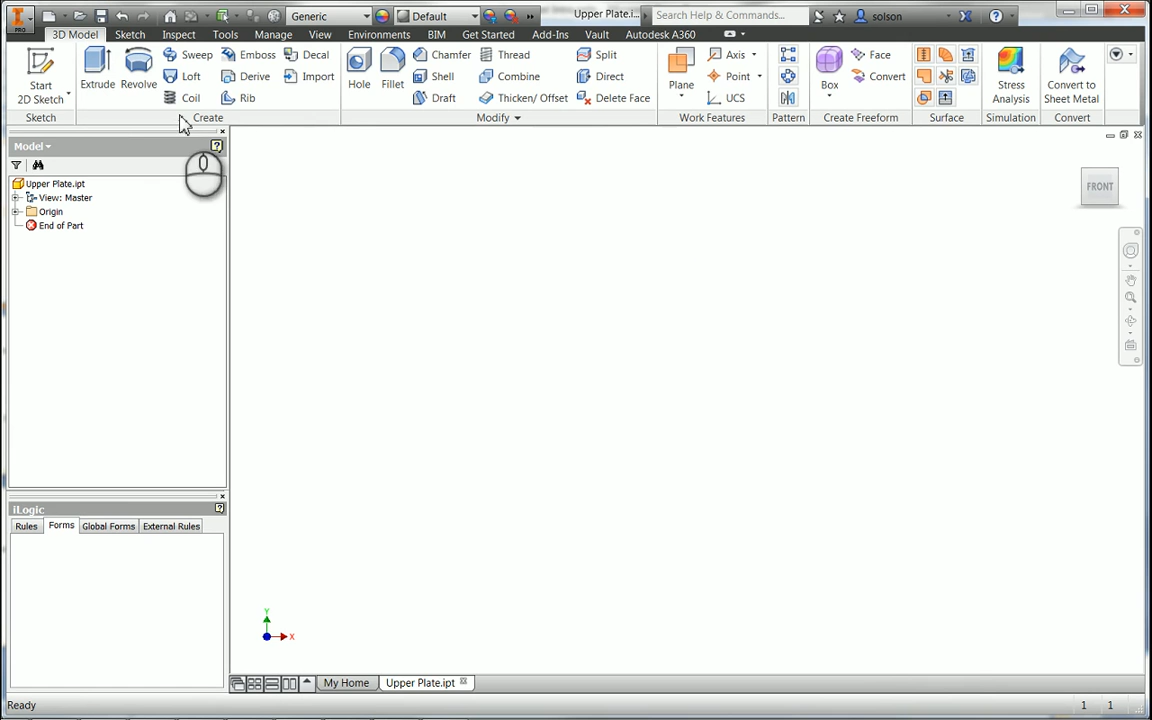 PRO
Generic
Default
Upper Plate.i...
Search Help & Commands...
solson
3D Model Sketch Inspect Tools Manage View Environments BIM Get Started Add-Ins Vault Autodesk A360
Start
2D Sketch
Extrude
Revolve
Sweep
Loft
Coil
Emboss
Derive
Rib
Decal
Import
Hole
Fillet
Chamfer
Shell
Draft
Thread
Combine
Thicken/ Offset
Split
Direct
Delete Face
Plane
Axis
Point
UCS
Box
Face
Convert
Stress
Analysis
Convert to
Sheet Metal
Sketch Create Modify Work Features Pattern Create Freeform Surface Simulation Convert
Model
Upper Plate.ipt
View: Master
Origin
End of Part
FRONT
iLogic
Rules Forms Global Forms External Rules
Y
X
My Home Upper Plate.ipt
Ready
1 1